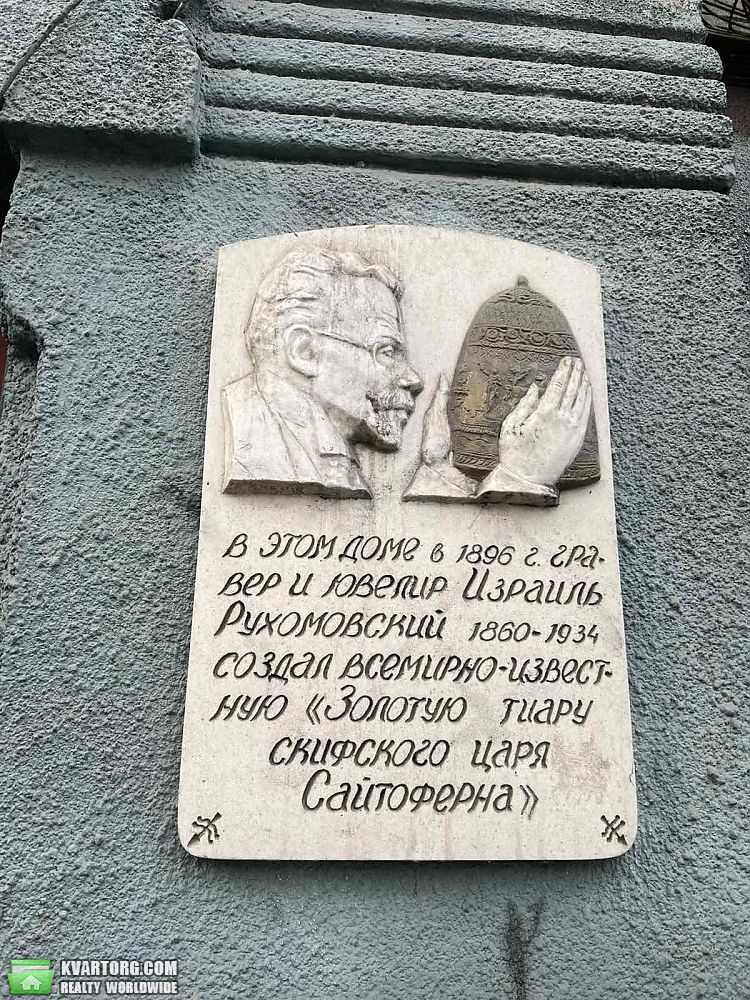 В ЭТОМ ДОМЕ в 1896 г. ГРА-
ВЕР И ЮВЕЛИР ИЗРАИЛЬ
РУХОМОВСКИЙ 1860-1934
СОЗДАЛ ВСЕМИРНО-ИЗВЕСТ-
НУЮ «ЗОЛОТУЮ ТИАРУ
СКИФСКОГО ЦАРЯ
САЙТОФЕРНА»
KVARTORG.COM
REALTY WORLDWIDE